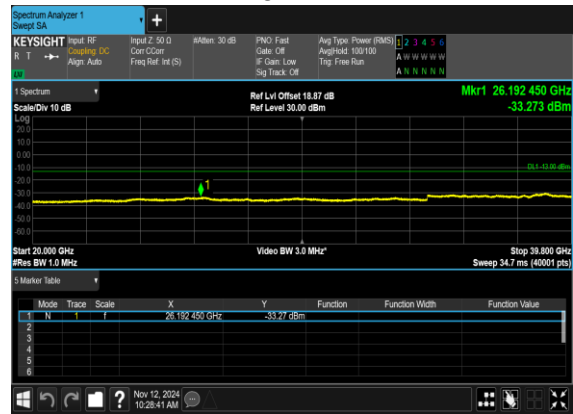 Spectrum Analyzer 1
Swept SA
+
KEYSIGHT Input: RF Input Z: 50 Ω #Atten: 30 dB PNO: Fast Avg Type: Power (RMS) 1 2 3 4 5 6
R T Coupling: DC Corr CCorr Gate: Off Avg|Hold: 100/100 A W W W W W
Align: Auto Freq Ref: Int (S) IF Gain: Low Trig: Free Run
LXI Sig Track: Off A N N N N N
1 Spectrum Ref Lvl Offset 18.87 dB Mkr1 26.192 450 GHz
Scale/Div 10 dB Ref Level 30.00 dBm -33.273 dBm
Log
20.0
10.0
0.00
-10.0 DL1 -13.00 dBm
-20.0
-30.0 1
-40.0
-50.0
-60.0
Start 20.000 GHz Video BW 3.0 MHz* Stop 39.800 GHz
#Res BW 1.0 MHz Sweep 34.7 ms (40001 pts)
5 Marker Table
Mode Trace Scale X Y Function Function Width Function Value
1 N 1 f 26.192 450 GHz -33.27 dBm
2
3
4
5
6
? Nov 12, 2024
10:28:41 AM